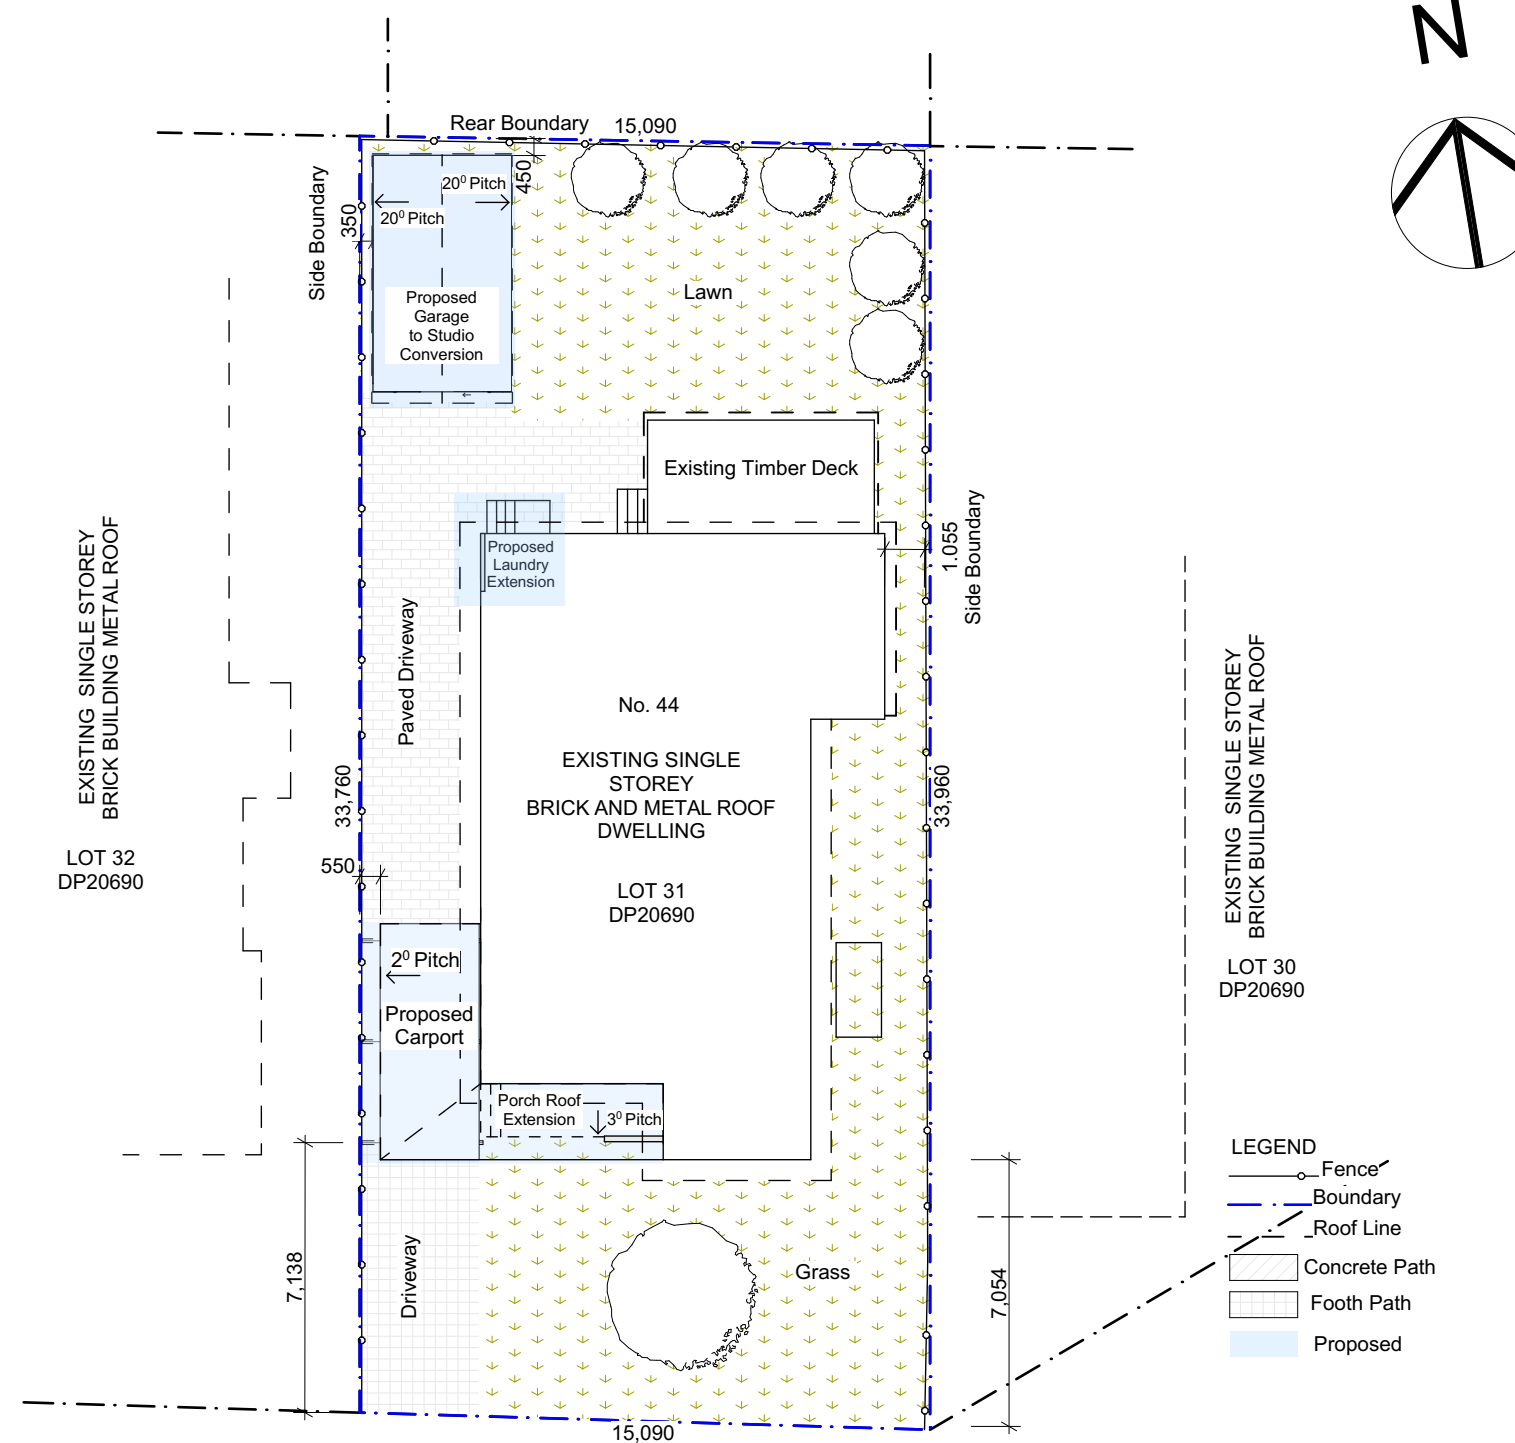 N
Rear Boundary
15,090
Side Boundary
350
450
20⁰ Pitch
20⁰ Pitch
Proposed
Garage
to Studio
Conversion
Lawn
Existing Timber Deck
Proposed
Laundry
Extension
1.055
Side Boundary
EXISTING SINGLE STOREY
BRICK BUILDING METAL ROOF
LOT 32
DP20690
Paved Driveway
33,760
550
No. 44
EXISTING SINGLE
STOREY
BRICK AND METAL ROOF
DWELLING
LOT 31
DP20690
33,960
EXISTING SINGLE STOREY
BRICK BUILDING METAL ROOF
LOT 30
DP20690
2⁰ Pitch
Proposed
Carport
Porch Roof
Extension
3⁰ Pitch
7,138
Driveway
Grass
7,054
15,090
LEGEND
Fence
Boundary
Roof Line
Concrete Path
Footh Path
Proposed